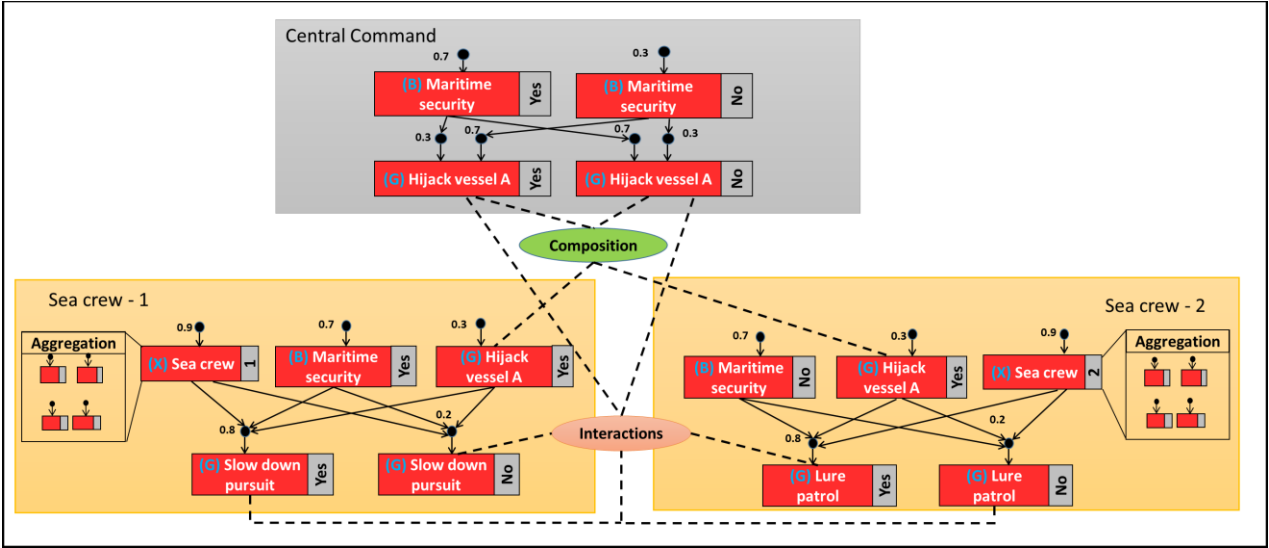 Central Command
0.7
0.3
(B) Maritime
security
Yes
(B) Maritime
security
No
0.3
0.7
0.7
0.3
(G) Hijack vessel A
Yes
(G) Hijack vessel A
No
Composition
Sea crew - 1
Aggregation
0.9
0.7
0.3
(X) Sea crew
1
(B) Maritime
security
Yes
(G) Hijack
vessel A
Yes
0.8
0.2
(G) Slow down
pursuit
Yes
(G) Slow down
pursuit
No
Interactions
Sea crew - 2
0.7
0.3
0.9
(B) Maritime
security
No
(G) Hijack
vessel A
Yes
(X) Sea crew
2
Aggregation
0.8
0.2
(G) Lure
patrol
Yes
(G) Lure
patrol
No